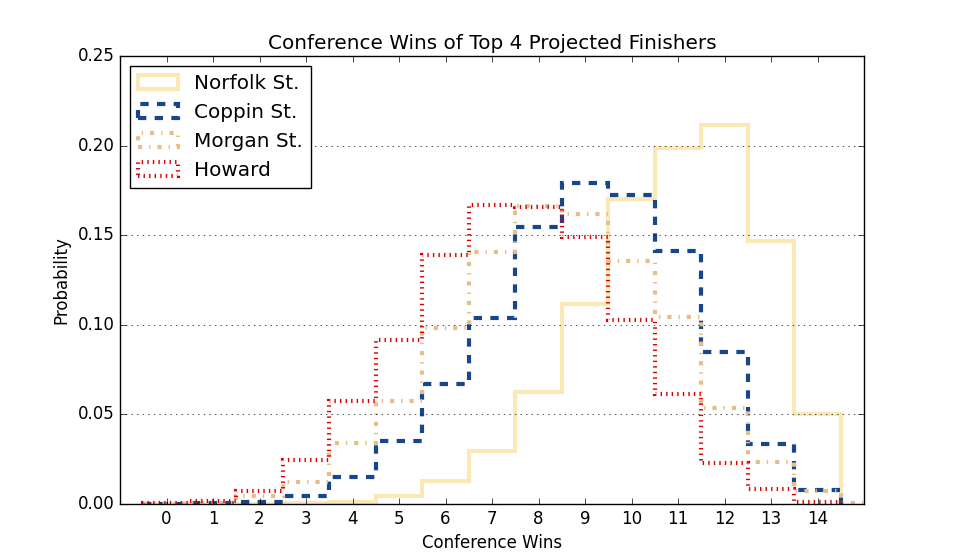 Conference Wins of Top 4 Projected Finishers
0.25
0.20
0.15
0.10
0.05
0.00
Probability
Norfolk St.
Coppin St.
Morgan St.
Howard
0 1 2 3 4 5 6 7 8 9 10 11 12 13 14
Conference Wins